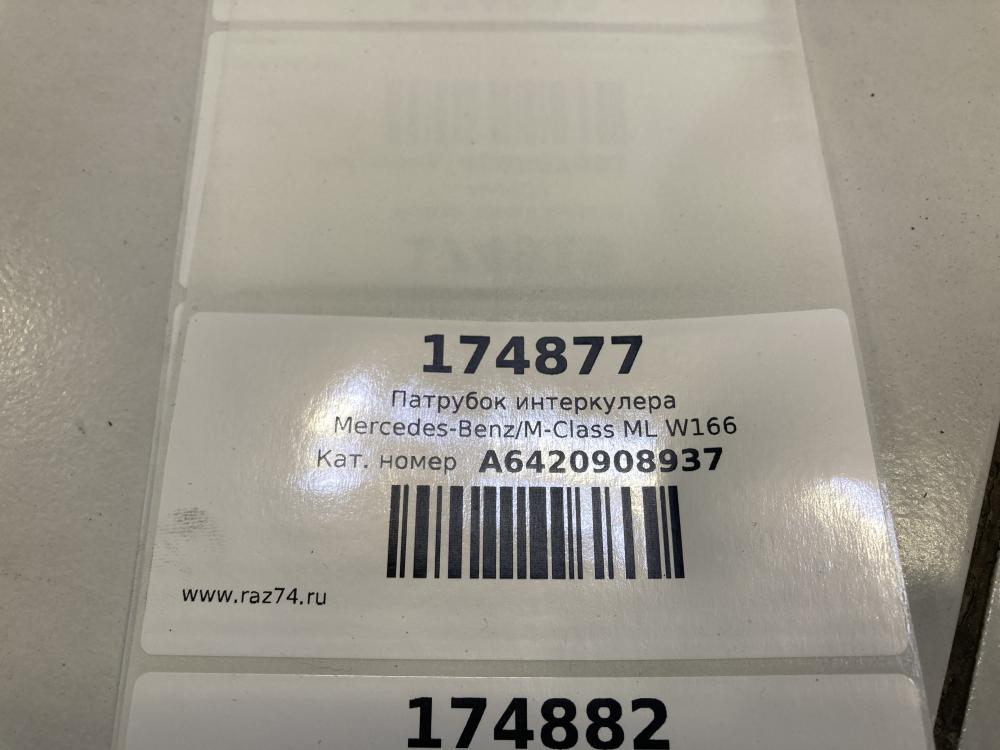 174877
Патрубок интеркулера
Mercedes-Benz/M-Class ML W166
Кат. номер A6420908937
www.raz74.ru
174882